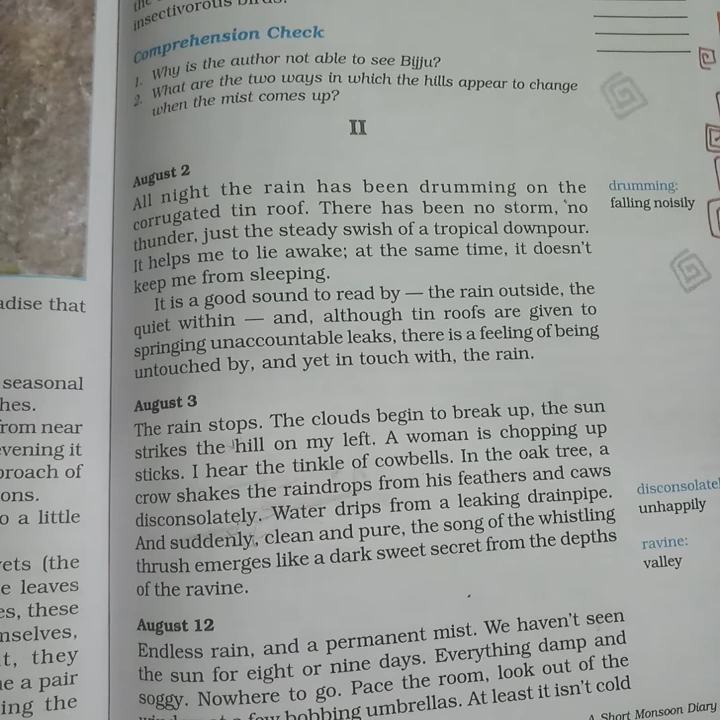 the
insectivorous birds.
Comprehension Check
1. Why is the author not able to see Bijju?
2. What are the two ways in which the hills appear to change
when the mist comes up?
II
August 2
All night the rain has been drumming on the
corrugated tin roof. There has been no storm, no
thunder, just the steady swish of a tropical downpour.
It helps me to lie awake; at the same time, it doesn't
keep me from sleeping.
It is a good sound to read by — the rain outside, the
quiet within — and, although tin roofs are given to
springing unaccountable leaks, there is a feeling of being
untouched by, and yet in touch with, the rain.
drumming:
falling noisily
August 3
The rain stops. The clouds begin to break up, the sun
strikes the hill on my left. A woman is chopping up
sticks. I hear the tinkle of cowbells. In the oak tree, a
crow shakes the raindrops from his feathers and caws
disconsolately. Water drips from a leaking drainpipe.
And suddenly, clean and pure, the song of the whistling
thrush emerges like a dark sweet secret from the depths
of the ravine.
unhappily
ravine:
valley
August 12
Endless rain, and a permanent mist. We haven't seen
the sun for eight or nine days. Everything damp and
soggy. Nowhere to go. Pace the room, look out of the
few bobbing umbrellas. At least it isn't cold
A Short Monsoon Diary
that
seasonal
from near
evening it
of
a little
(the
leaves
these
they
a pair
the